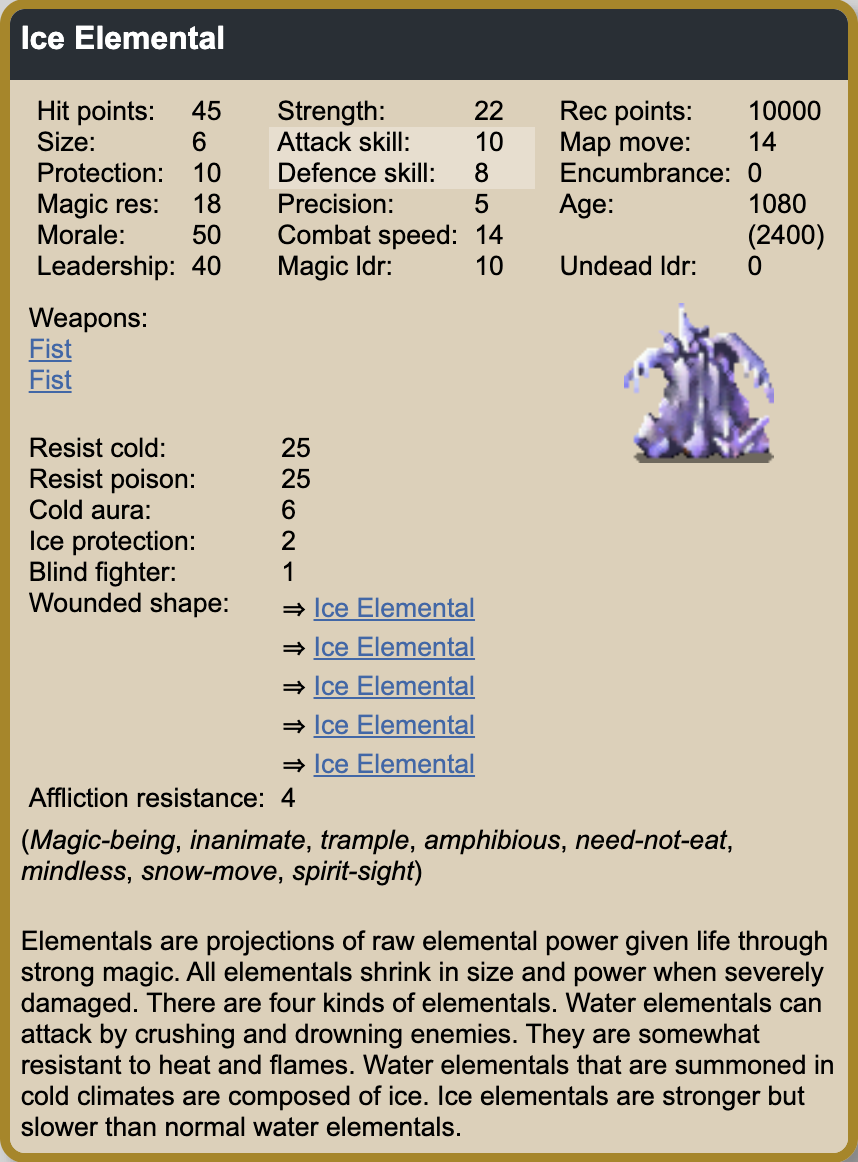 Ice Elemental
Hit points: 45 Strength: 22 Rec points: 10000
Size: 6 Attack skill: 10 Map move: 14
Protection: 10 Defence skill: 8 Encumbrance: 0
Magic res: 18 Precision: 5 Age: 1080
Morale: 50 Combat speed: 14 (2400)
Leadership: 40 Magic ldr: 10 Undead ldr: 0
Weapons:
Fist
Fist
Resist cold: 25
Resist poison: 25
Cold aura: 6
Ice protection: 2
Blind fighter: 1
Wounded shape: ⇒ Ice Elemental
⇒ Ice Elemental
⇒ Ice Elemental
⇒ Ice Elemental
⇒ Ice Elemental
Affliction resistance: 4
(Magic-being, inanimate, trample, amphibious, need-not-eat,
mindless, snow-move, spirit-sight)
Elementals are projections of raw elemental power given life through
strong magic. All elementals shrink in size and power when severely
damaged. There are four kinds of elementals. Water elementals can
attack by crushing and drowning enemies. They are somewhat
resistant to heat and flames. Water elementals that are summoned in
cold climates are composed of ice. Ice elementals are stronger but
slower than normal water elementals.